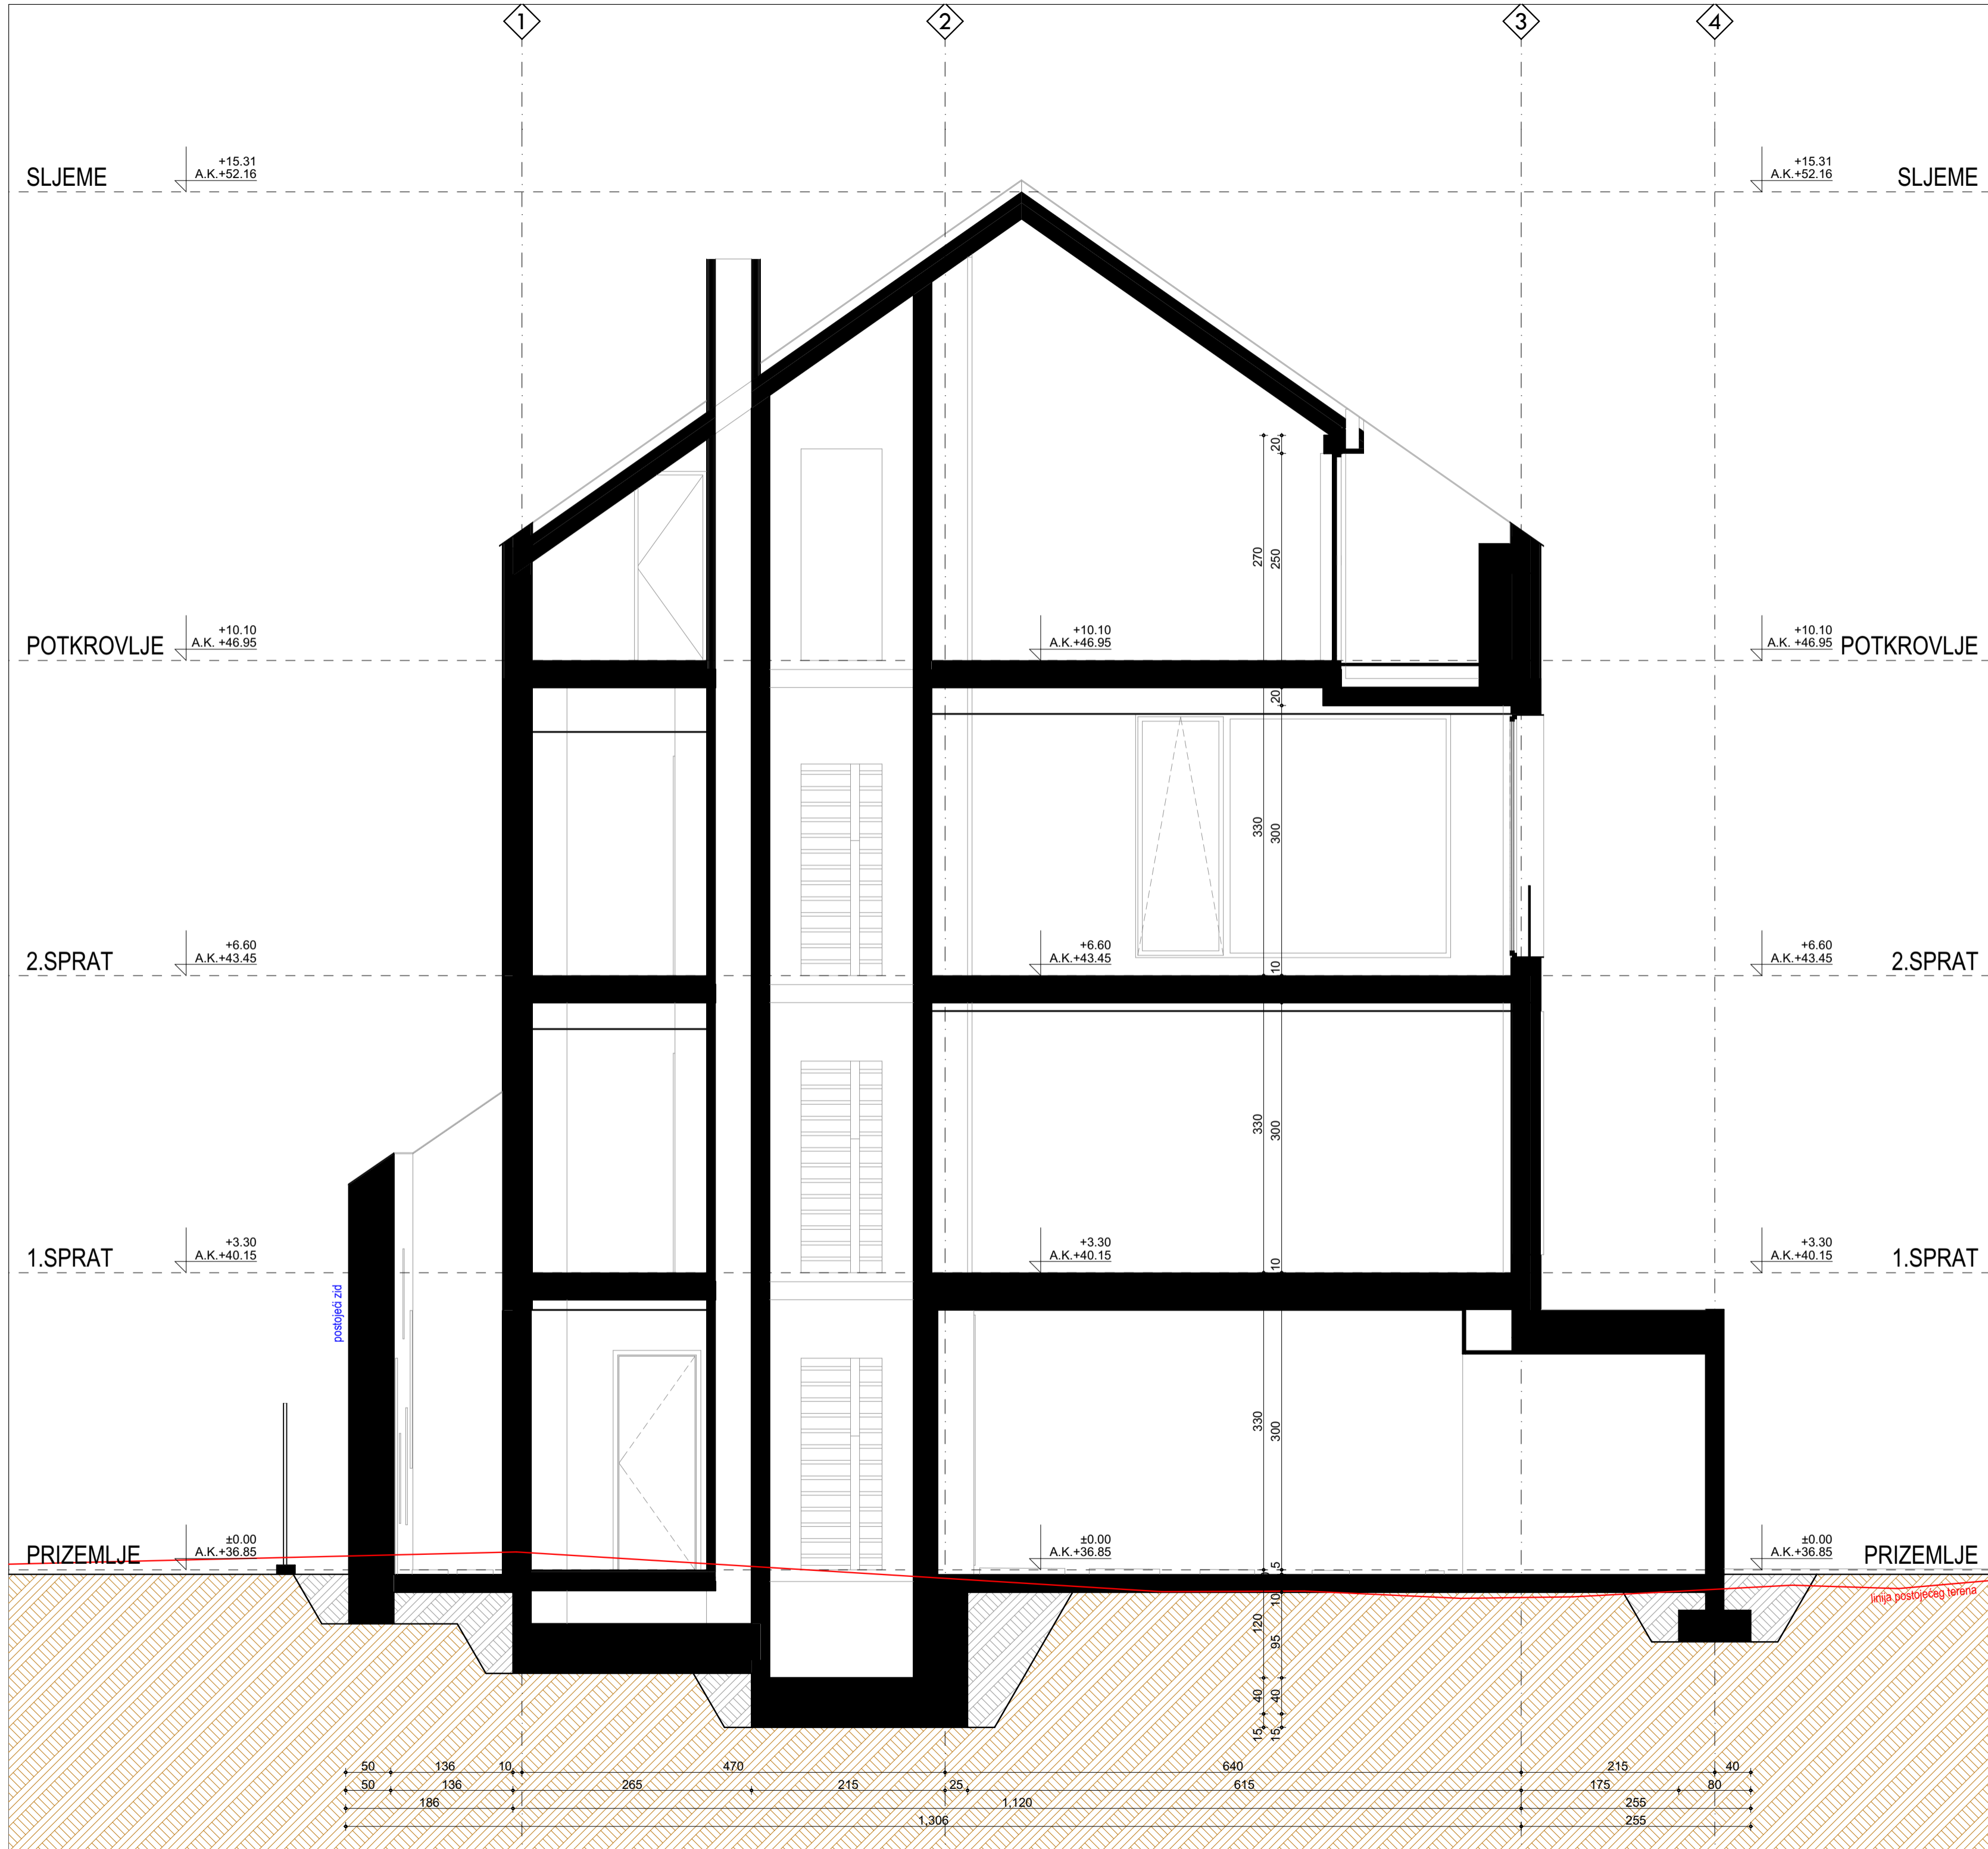 1
2
3
4
+15.31
A.K.+52.16
SLJEME
+15.31
A.K.+52.16
SLJEME
20
270
250
+10.10
A.K. +46.95
POTKROVLJE
+10.10
A.K.+46.95
+10.10
A.K. +46.95
POTKROVLJE
20
330
300
+6.60
A.K.+43.45
2.SPRAT
+6.60
A.K.+43.45
10
+6.60
A.K.+43.45
2.SPRAT
330
300
+3.30
A.K.+40.15
1.SPRAT
+3.30
A.K.+40.15
10
+3.30
A.K.+40.15
1.SPRAT
postojeći zid
330
300
±0.00
A.K.+36.85
PRIZEMLJE
±0.00
A.K.+36.85
±0.00
A.K.+36.85
PRIZEMLJE
15
10
linija postojećeg terena
120
95
40
40
15
15
50
136
10
470
640
215
40
50
136
265
215
25
615
175
80
186
1,120
255
1,306
255